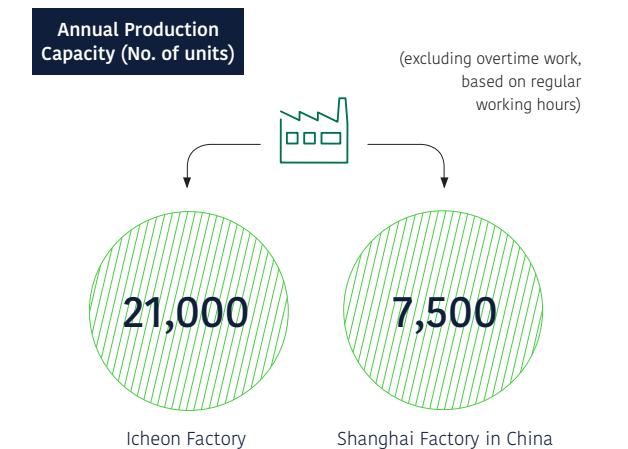 Annual Production
Capacity (No. of units)
(excluding overtime work,
based on regular
working hours)
21,000
7,500
Icheon Factory
Shanghai Factory in China